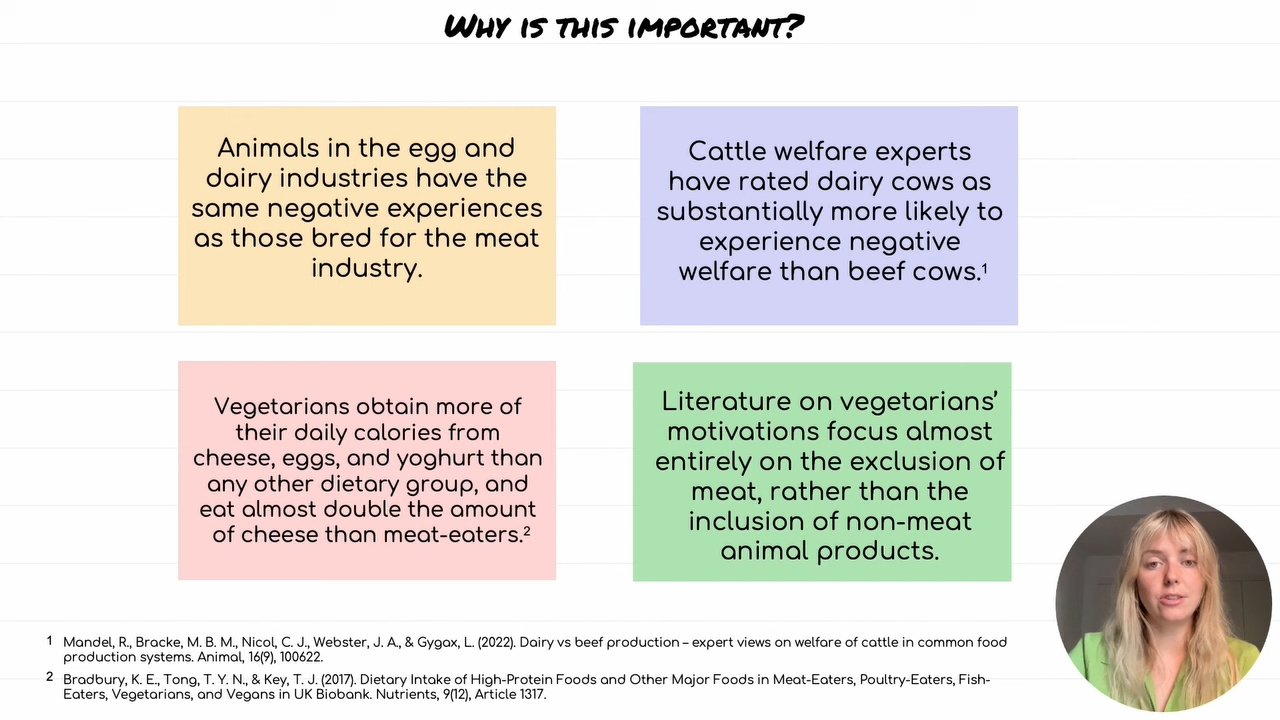 Why is this important?
Animals in the egg and
dairy industries have the
same negative experiences
as those bred for the meat
industry.
Cattle welfare experts
have rated dairy cows as
substantially more likely to
experience negative
welfare than beef cows.¹
Vegetarians obtain more of
their daily calories from
cheese, eggs, and yoghurt than
any other dietary group, and
eat almost double the amount
of cheese than meat-eaters.²
Literature on vegetarians’
motivations focus almost
entirely on the exclusion of
meat, rather than the
inclusion of non-meat
animal products.
1 Mandel, R., Bracke, M. B. M., Nicol, C. J., Webster, J. A., & Gygax, L. (2022). Dairy vs beef production – expert views on welfare of cattle in common food
production systems. Animal, 16(9), 100622.
2 Bradbury, K. E., Tong, T. Y. N., & Key, T. J. (2017). Dietary Intake of High-Protein Foods and Other Major Foods in Meat-Eaters, Poultry-Eaters, Fish-
Eaters, Vegetarians, and Vegans in UK Biobank. Nutrients, 9(12), Article 1317.